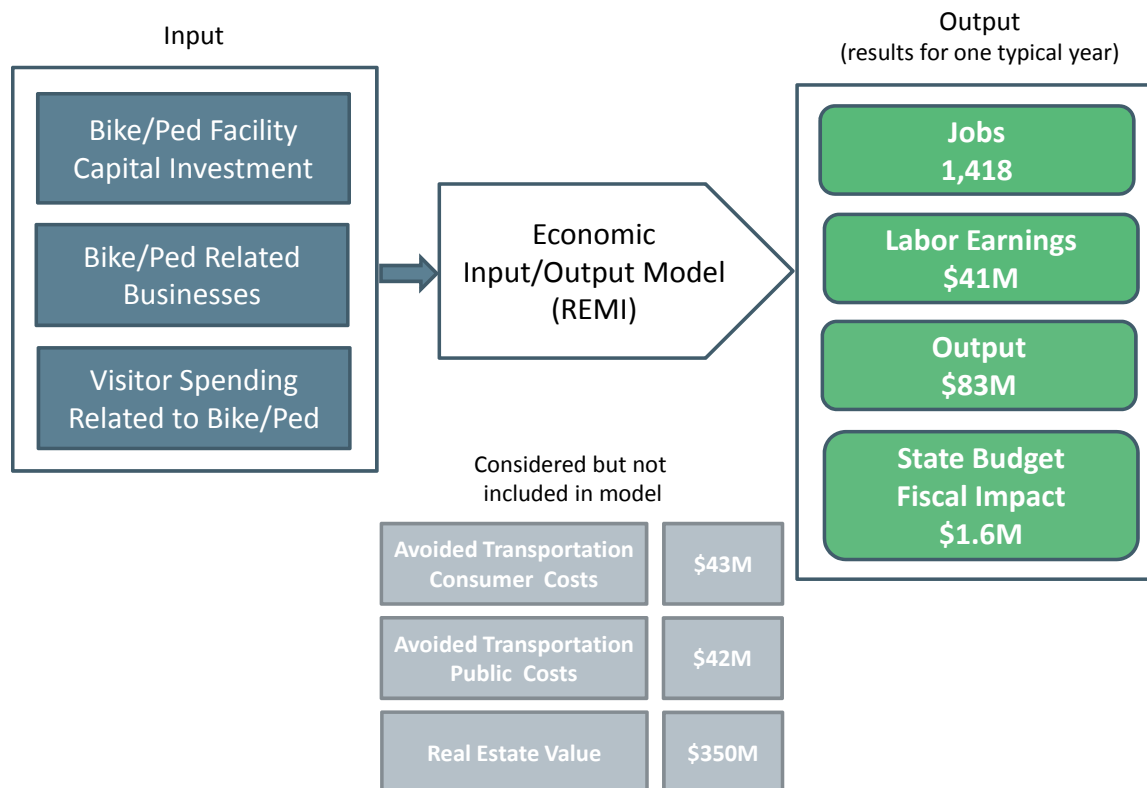 Input
Bike/Ped Facility
Capital Investment
Bike/Ped Related
Businesses
Visitor Spending
Related to Bike/Ped
Economic
Input/Output Model
(REMI)
Output
(results for one typical year)
Jobs
1,418
Labor Earnings
$41M
Output
$83M
State Budget
Fiscal Impact
$1.6M
Considered but not
included in model
Avoided Transportation
Consumer Costs
$43M
Avoided Transportation
Public Costs
$42M
Real Estate Value
$350M